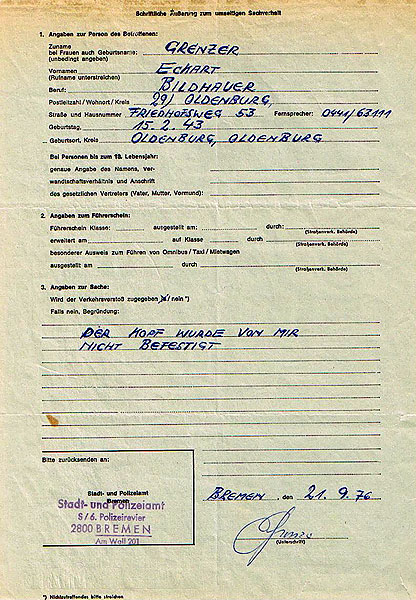 Schriftliche Äußerung zum umseitigen Sachverhalt
1. Angaben zur Person des Betroffenen:
Zuname
bei Frauen auch Geburtsname: GRENZER
(unbedingt angeben)
Vornamen ECKART
(Rufname unterstreichen)
Beruf: BILDHAUER
Postleitzahl / Wohnort / Kreis 29) OLDENBURG,
Straße und Hausnummer FRIEDHOFSWEG 53 Fernsprecher: 0441/63111
Geburtstag, 15.2.43
Geburtsort, Kreis OLDENBURG, OLDENBURG
Bei Personen bis zum 18. Lebensjahr:
genaue Angabe des Namens, Ver-
wandtschaftsverhältnis und Anschrift
des gesetzlichen Vertreters (Vater, Mutter, Vormund):
2. Angaben zum Führerschein:
Führerschein Klasse: ausgestellt am: durch:
(Straßenverk. Behörde)
erweitert am auf Klasse durch
(Straßenverk. Behörde)
besonderer Ausweis zum Führen von Omnibus / Taxi / Mietwagen
ausgestellt am durch
(Straßenverk. Behörde)
3. Angaben zur Sache:
Wird der Verkehrsverstoß zugegeben ja / nein *)
Falls nein, Begründung:
DER KOPF WURDE VON MIR
NICHT BEFESTIGT
Bitte zurücksenden an:
Stadt- und Polizeiamt
Bremen
Stadt- und Polizeiamt
S/6. Polizeirevier
2800 BREMEN
Am Wall 201
BREMEN, den 21.9.76
(Unterschrift)
*) Nichtzutreffendes bitte streichen